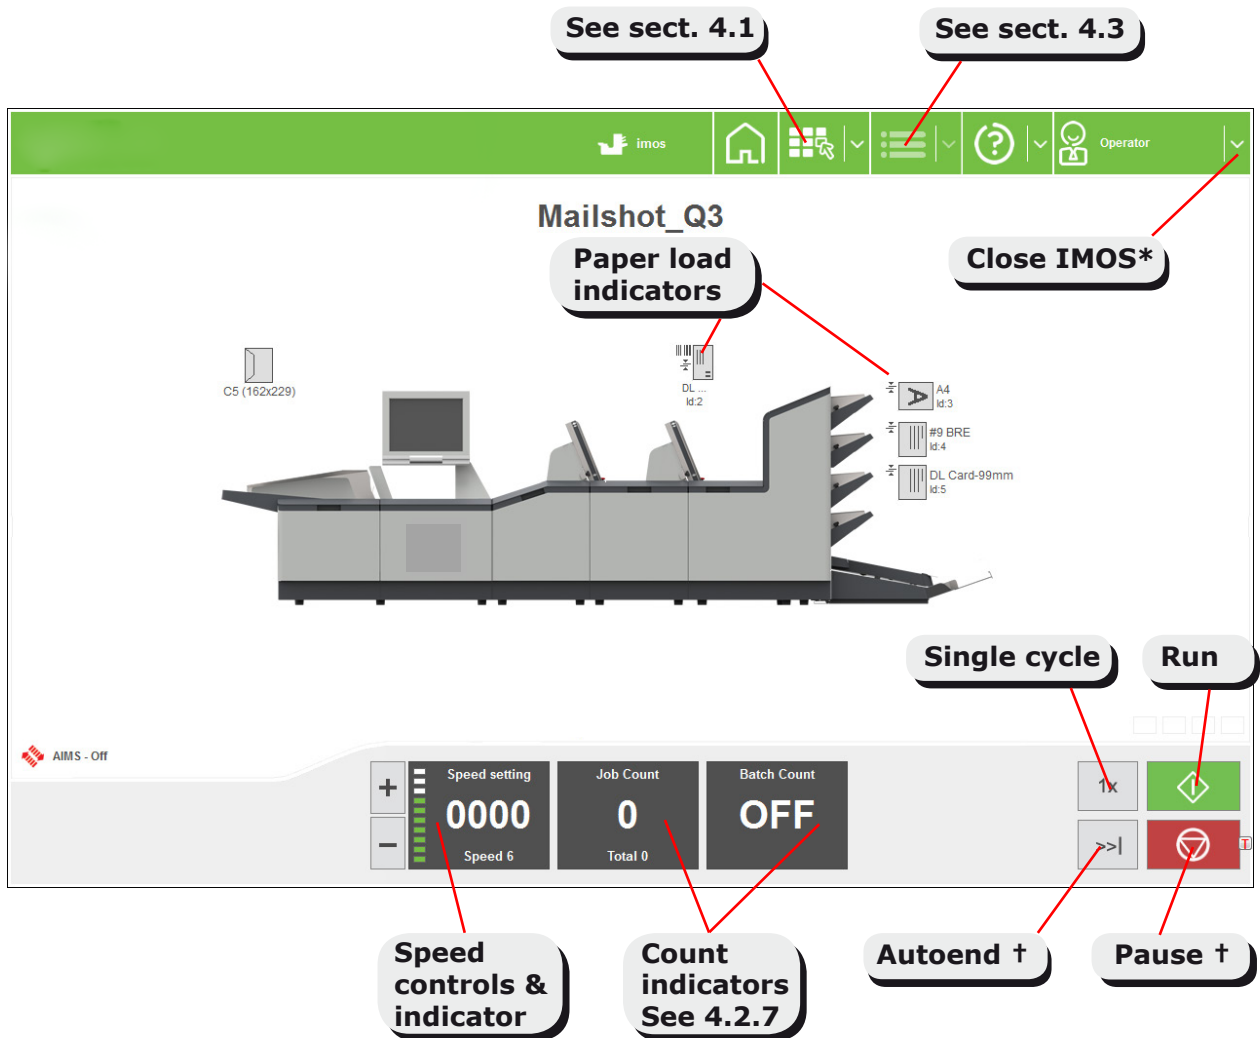 See sect. 4.1
See sect. 4.3
imos
Operator
Mailshot_Q3
Paper load
indicators
Close IMOS*
C5 (162x229)
DL ...
Id:2
A
A4
Id:3
#9 BRE
Id:4
DL Card-99mm
Id:5
Single cycle
Run
AIMS - Off
+
Speed setting
0000
Speed 6
−
Job Count
0
Total 0
Batch Count
OFF
1x
>>|
T
Speed
controls &
indicator
Count
indicators
See 4.2.7
Autoend †
Pause †